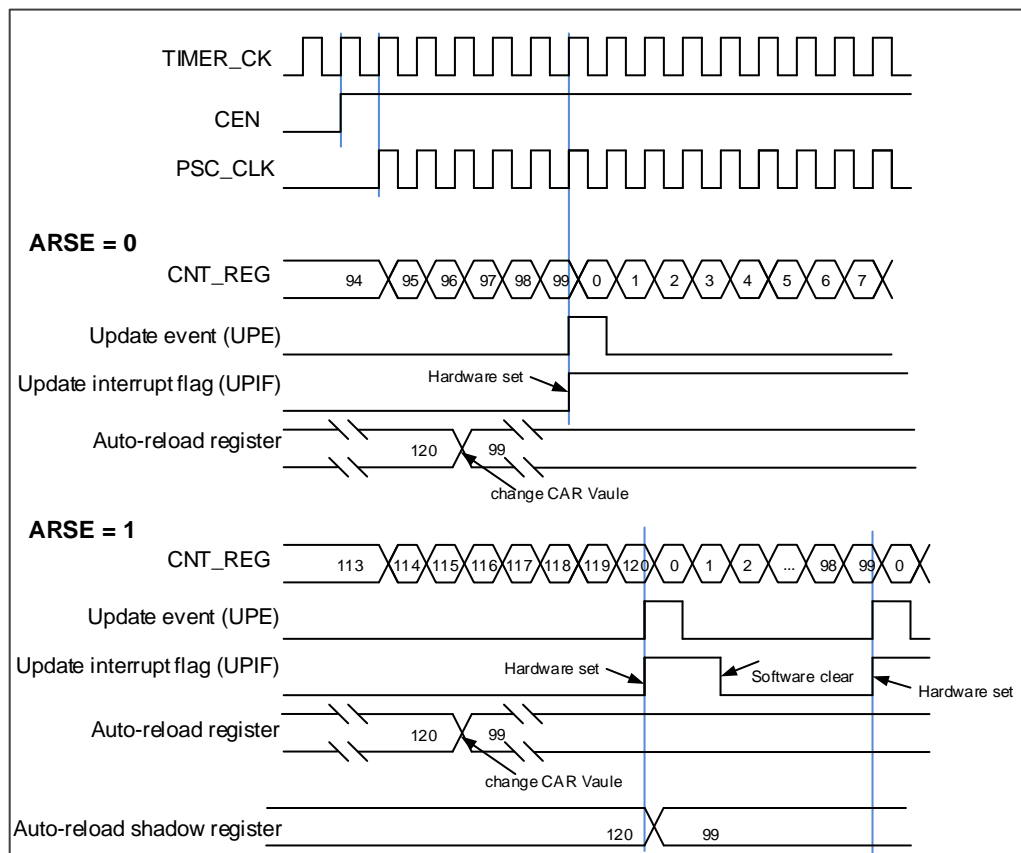 TIMER_CK
CEN
PSC_CLK
ARSE = 0
CNT_REG 94 95 96 97 98 99 0 1 2 3 4 5 6 7
Update event (UPE)
Update interrupt flag (UPIF) Hardware set
Auto-reload register 120 99
change CAR Vaule
ARSE = 1
CNT_REG 113 114 115 116 117 118 119 120 0 1 2 ... 98 99 0
Update event (UPE)
Update interrupt flag (UPIF) Hardware set Software clear Hardware set
Auto-reload register 120 99
change CAR Vaule
Auto-reload shadow register 120 99